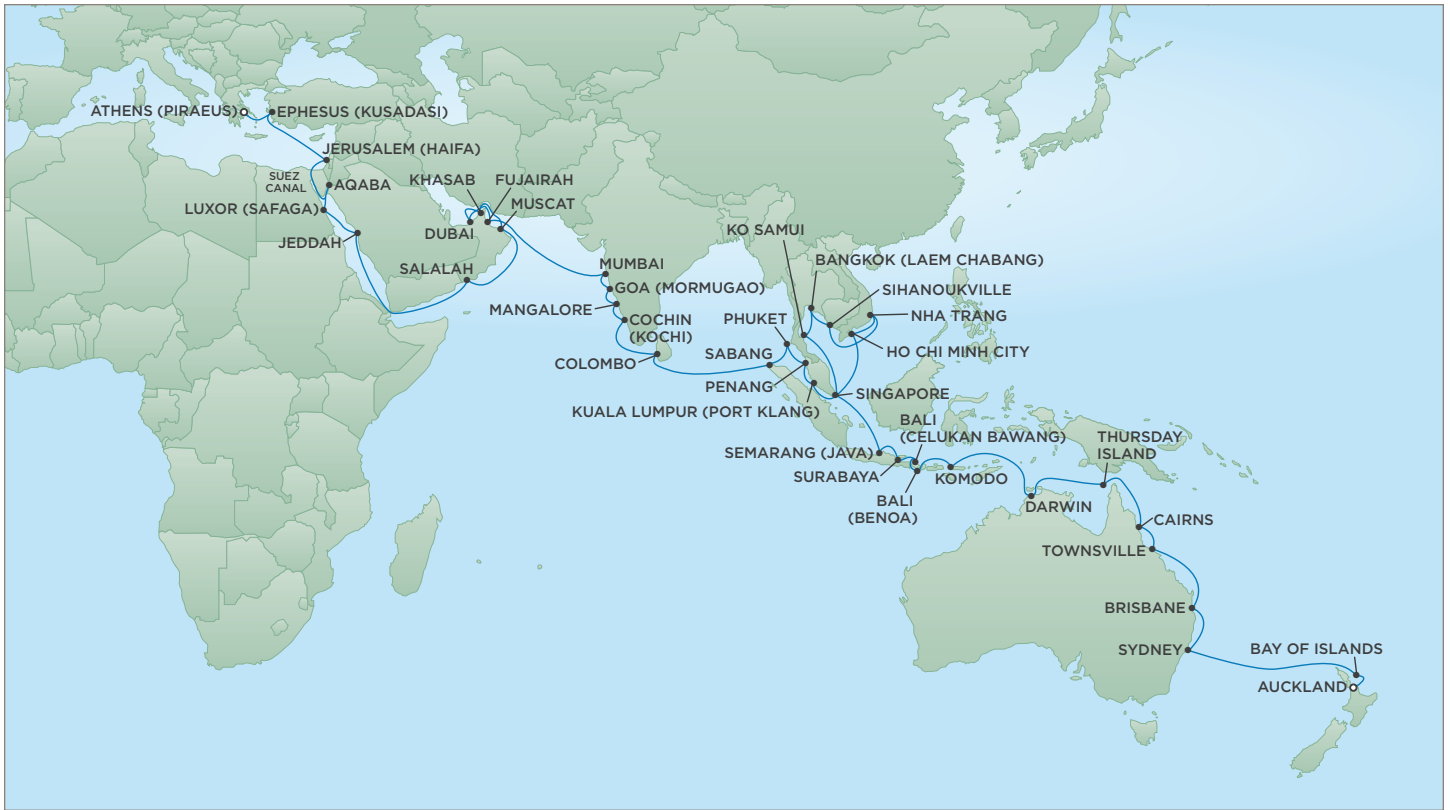 ATHENS (PIRAEUS)
EPHESUS (KUSADASI)
JERUSALEM (HAIFA)
SUEZ
CANAL
AQABA
KHASAB
FUJAIRAH
LUXOR (SAFAGA)
MUSCAT
DUBAI
JEDDAH
SALALAH
MUMBAI
GOA (MORMUGAO)
MANGALORE
COCHIN
(KOCHI)
COLOMBO
KO SAMUI
BANGKOK (LAEM CHABANG)
SIHANOUKVILLE
PHUKET
NHA TRANG
SABANG
HO CHI MINH CITY
PENANG
SINGAPORE
KUALA LUMPUR (PORT KLANG)
BALI
(CELUKAN BAWANG)
SEMARANG (JAVA)
SURABAYA
KOMODO
BALI
(BENOA)
THURSDAY
ISLAND
DARWIN
CAIRNS
TOWNSVILLE
BRISBANE
SYDNEY
BAY OF ISLANDS
AUCKLAND